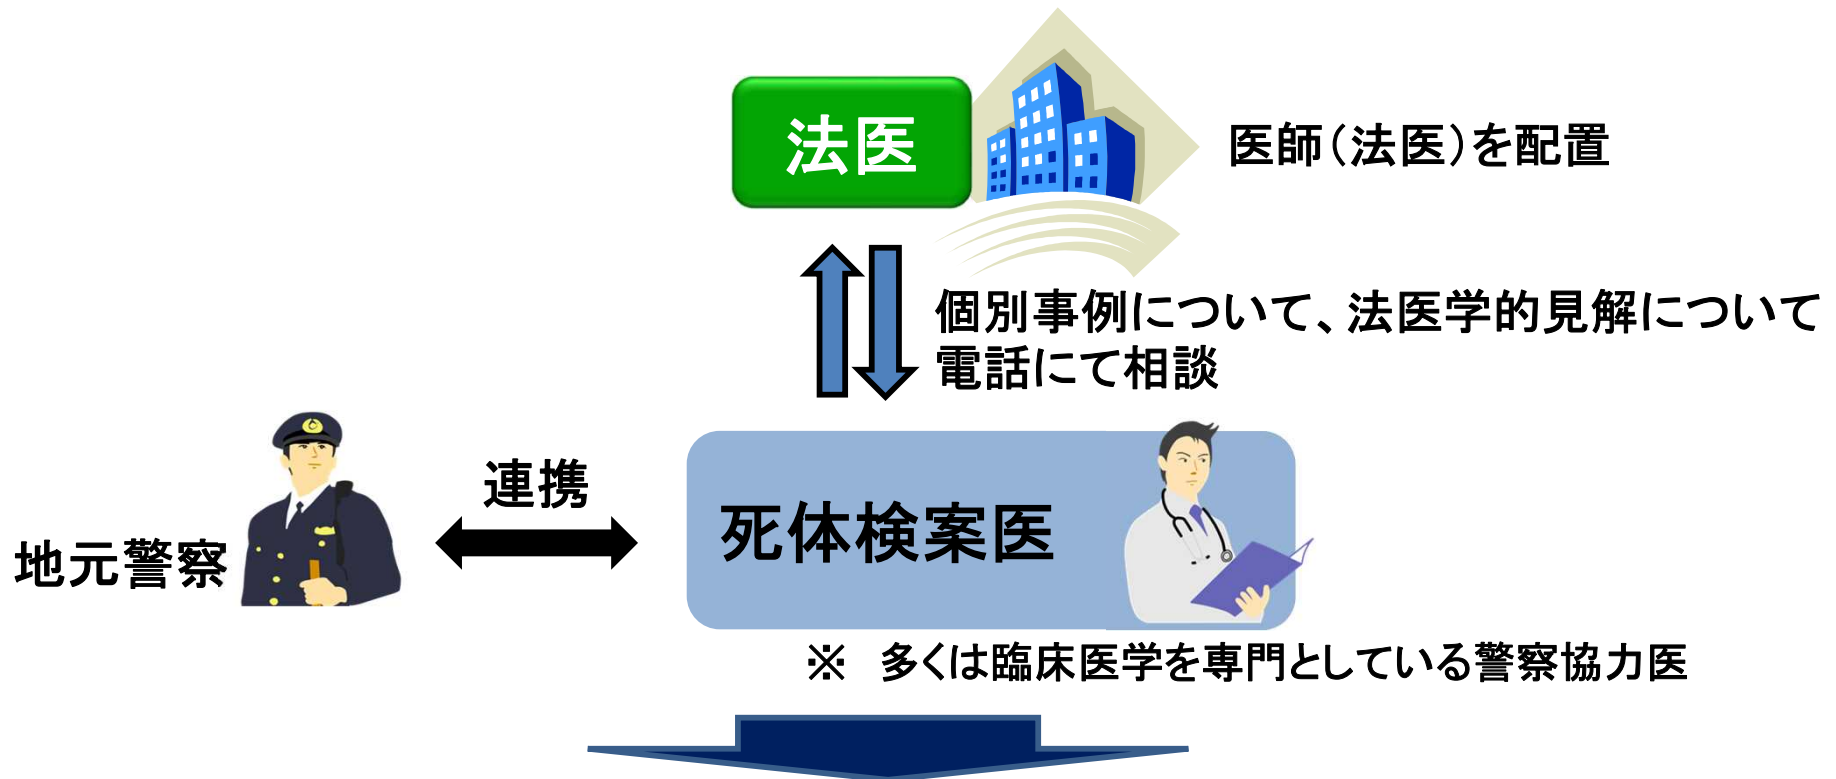 法医
医師(法医)を配置
個別事例について、法医学的見解について
電話にて相談
連携
地元警察
死体検案医
※　多くは臨床医学を専門としている警察協力医